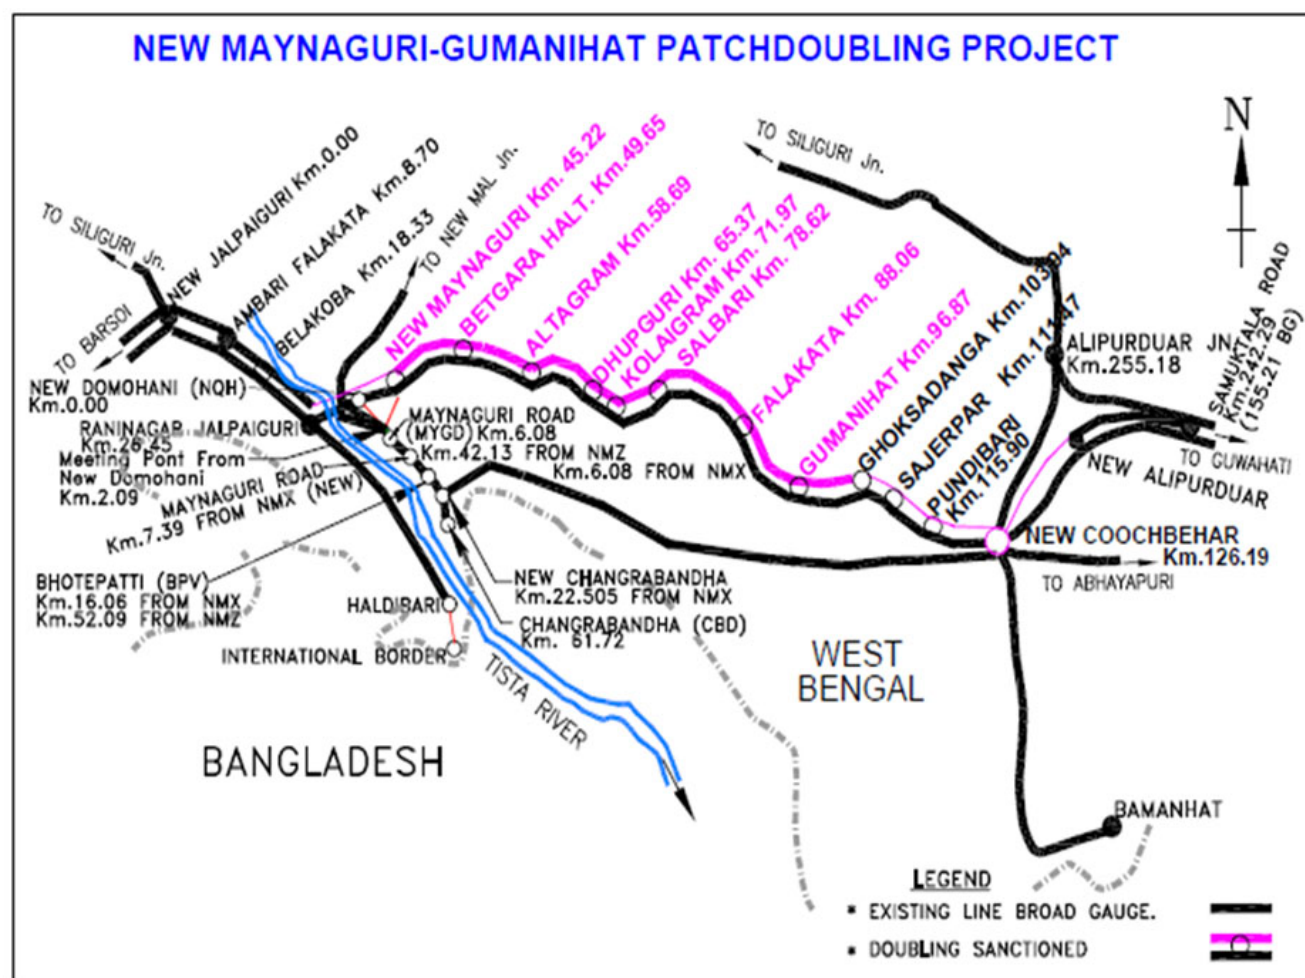 NEW MAYNAGURI-GUMANIHAT PATCHDOUBLING PROJECT
TO SILIGURI Jn.
NEW JALPAIGURI Km.0.00
AMBARI FALAKATA Km.8.70
BELAKOBA Km.18.33
TO NEW MAL Jn.
TO BARSOI
NEW MAYNAGURI Km. 45.22
BETGARA HALT. Km.49.65
ALTAGRAM Km.58.69
DHUPGURI Km. 65.37
KOLANGRAM Km. 71.97
SALBARI Km. 78.62
FALAKATA Km. 88.06
GUMANIHAT Km.96.87
GHOKSADANGA Km.103.94
SAJERPAR Km.111.47
PUNDIBARI
Km.115.90
TO SILIGURI Jn.
N
ALIPURDUAR JN.
Km.255.18
SAMUKTALA ROAD
Km.242.29
(155.21 BG)
TO GUWAHATI
NEW ALIPURDUAR
NEW COOCHBEHAR
Km.126.19
TO ABHAYAPURI
NEW DOMOHANI (NQH)
Km.0.00
RANINAGAR JALPAIGURI
Km.26.45
Meeting Pont From
New Domohani
Km.2.09
MAYNAGURI ROAD
Km.7.39 FROM NMX (NEW)
MAYNAGURI ROAD
(MYGD) Km.6.08
Km.42.13 FROM NMZ
Km.6.08 FROM NMX
BHOTEPATTI (BPV)
Km.16.06 FROM NMX
Km.52.09 FROM NMZ
HALDIBARI
INTERNATIONAL BORDER
NEW CHANGRABANDHA
Km.22.505 FROM NMX
CHANGRABANDHA (CBD)
Km. 61.72
TISTA RIVER
WEST
BENGAL
BANGLADESH
BAMANHAT
LEGEND
▪ EXISTING LINE BROAD GAUGE.
▪ DOUBLING SANCTIONED